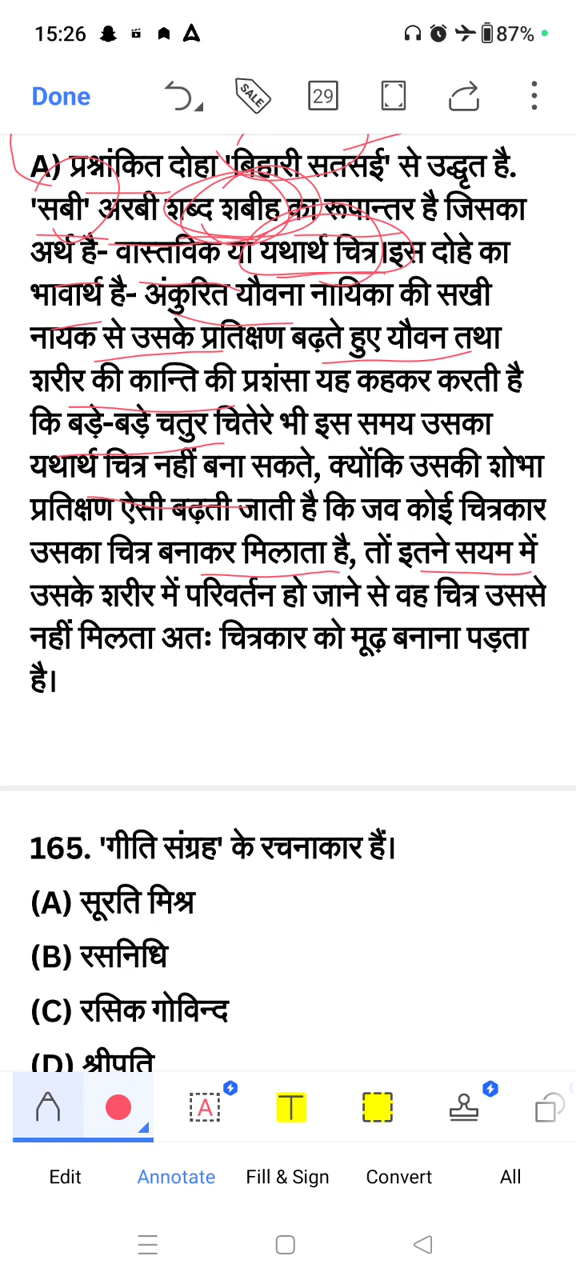 15:26
87%
Done
SALE
29
A) प्रश्नांकित दोहा 'बिहारी सतसई' से उद्धृत है.
'सबी' अरबी शब्द शबीह का रूपान्तर है जिसका
अर्थ है- वास्तविक या यथार्थ चित्र। इस दोहे का
भावार्थ है- अंकुरित यौवना नायिका की सखी
नायक से उसके प्रतिक्षण बढ़ते हुए यौवन तथा
शरीर की कान्ति की प्रशंसा यह कहकर करती है
कि बड़े-बड़े चतुर चितेरे भी इस समय उसका
यथार्थ चित्र नहीं बना सकते, क्योंकि उसकी शोभा
प्रतिक्षण ऐसी बढ़ती जाती है कि जव कोई चित्रकार
उसका चित्र बनाकर मिलाता है, तों इतने सयम में
उसके शरीर में परिवर्तन हो जाने से वह चित्र उससे
नहीं मिलता अतः चित्रकार को मूढ़ बनाना पड़ता
है।
165. 'गीति संग्रह' के रचनाकार हैं।
(A) सूरति मिश्र
(B) रसनिधि
(C) रसिक गोविन्द
(D) श्रीपति
A
T
Edit Annotate Fill & Sign Convert All